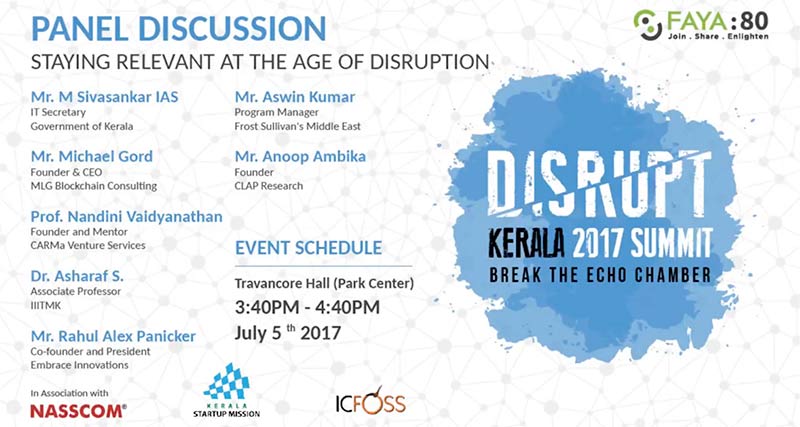 PANEL DISCUSSION
STAYING RELEVANT AT THE AGE OF DISRUPTION
FAYA:80
Join . Share . Enlighten
Mr. M Sivasankar IAS
IT Secretary
Government of Kerala
Mr. Michael Gord
Founder & CEO
MLG Blockchain Consulting
Prof. Nandini Vaidyanathan
Founder and Mentor
CARMa Venture Services
Dr. Asharaf S.
Associate Professor
IIITMK
Mr. Rahul Alex Panicker
Co-founder and President
Embrace Innovations
Mr. Aswin Kumar
Program Manager
Frost Sullivan's Middle East
Mr. Anoop Ambika
Founder
CLAP Research
EVENT SCHEDULE
Travancore Hall (Park Center)
3:40PM - 4:40PM
July 5 th 2017
DISRUPT
KERALA 2017 SUMMIT
BREAK THE ECHO CHAMBER
In Association with
NASSCOM®
KERALA
STARTUP MISSION
ICFOSS